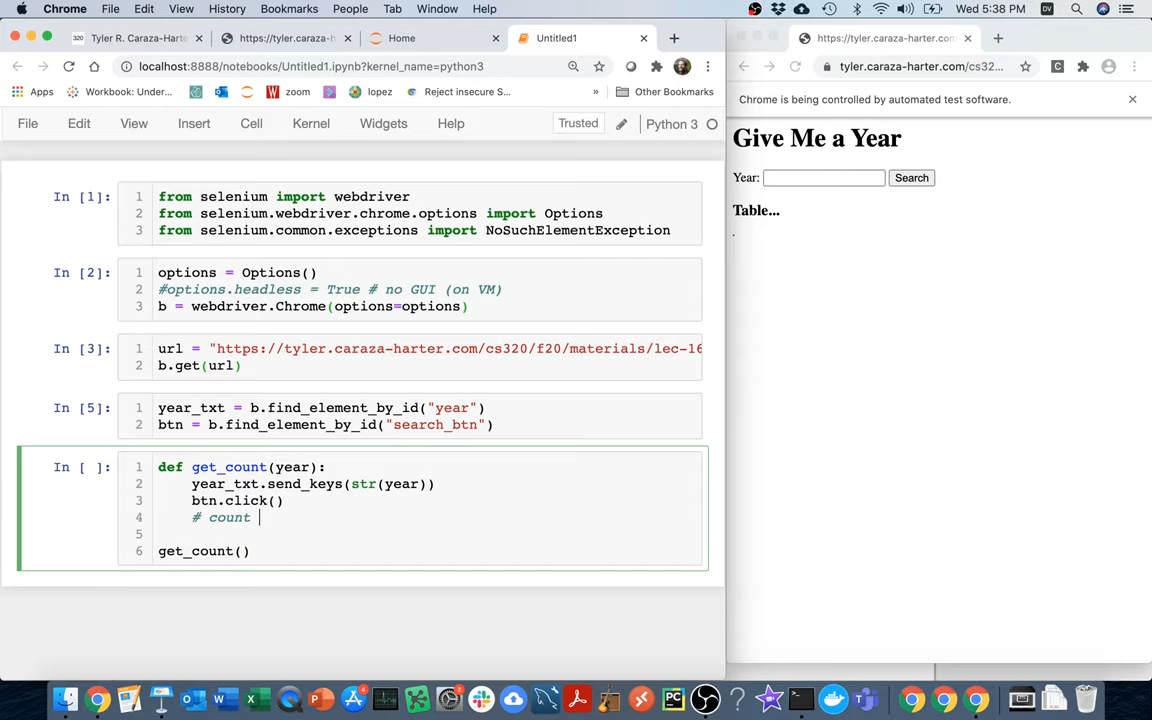 Chrome File Edit View History Bookmarks People Tab Window Help Wed 5:38 PM DV
320 Tyler R. Caraza-Harte × https://tyler.caraza-h × Home × Untitled1 × +
localhost:8888/notebooks/Untitled1.ipynb?kernel_name=python3
Apps Workbook: Under... zoom lopez Reject insecure S... » Other Bookmarks
File Edit View Insert Cell Kernel Widgets Help Trusted Python 3
In [1]:
1 from selenium import webdriver
2 from selenium.webdriver.chrome.options import Options
3 from selenium.common.exceptions import NoSuchElementException
In [2]:
1 options = Options()
2 #options.headless = True # no GUI (on VM)
3 b = webdriver.Chrome(options=options)
In [3]:
1 url = "https://tyler.caraza-harter.com/cs320/f20/materials/lec-16
2 b.get(url)
In [5]:
1 year_txt = b.find_element_by_id("year")
2 btn = b.find_element_by_id("search_btn")
In [ ]:
1 def get_count(year):
2 year_txt.send_keys(str(year))
3 btn.click()
4 # count
5
6 get_count()
https://tyler.caraza-harter.com × +
tyler.caraza-harter.com/cs32...
Chrome is being controlled by automated test software. ×
Give Me a Year
Year: Search
Table...
.